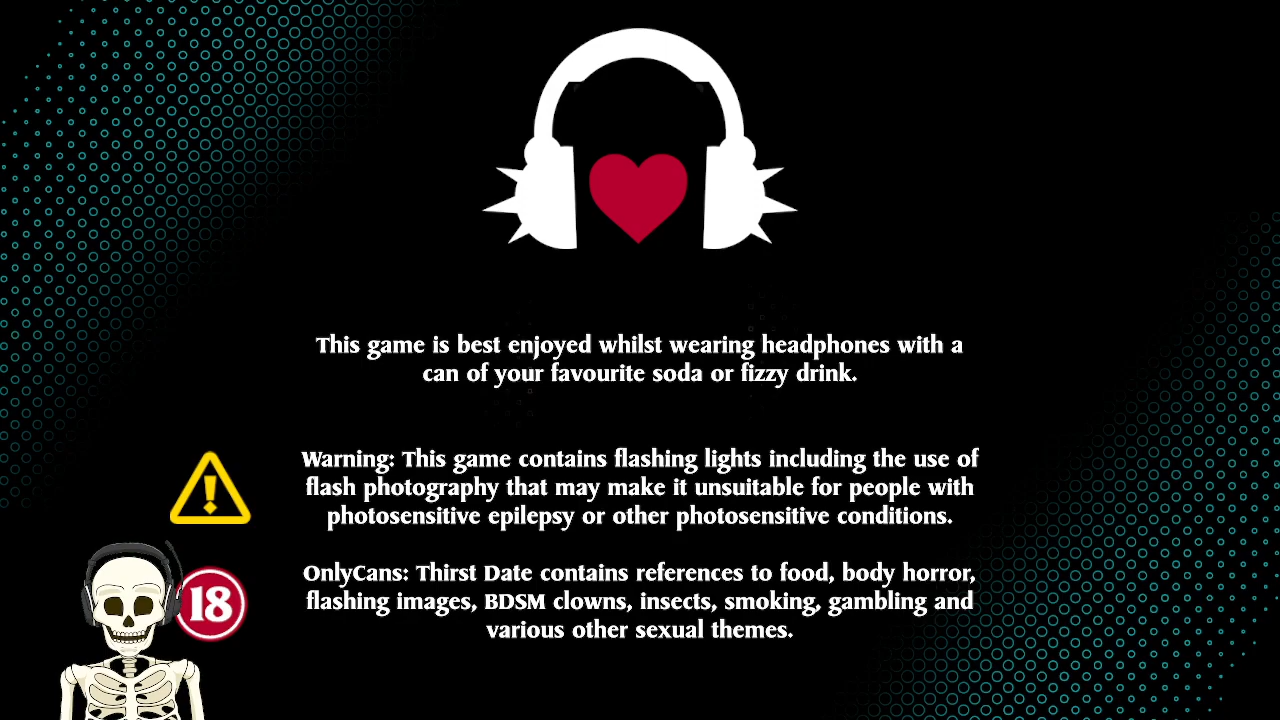 This game is best enjoyed whilst wearing headphones with a
can of your favourite soda or fizzy drink.
Warning: This game contains flashing lights including the use of
flash photography that may make it unsuitable for people with
photosensitive epilepsy or other photosensitive conditions.
OnlyCans: Thirst Date contains references to food, body horror,
18
flashing images, BDSM clowns, insects, smoking, gambling and
various other sexual themes.